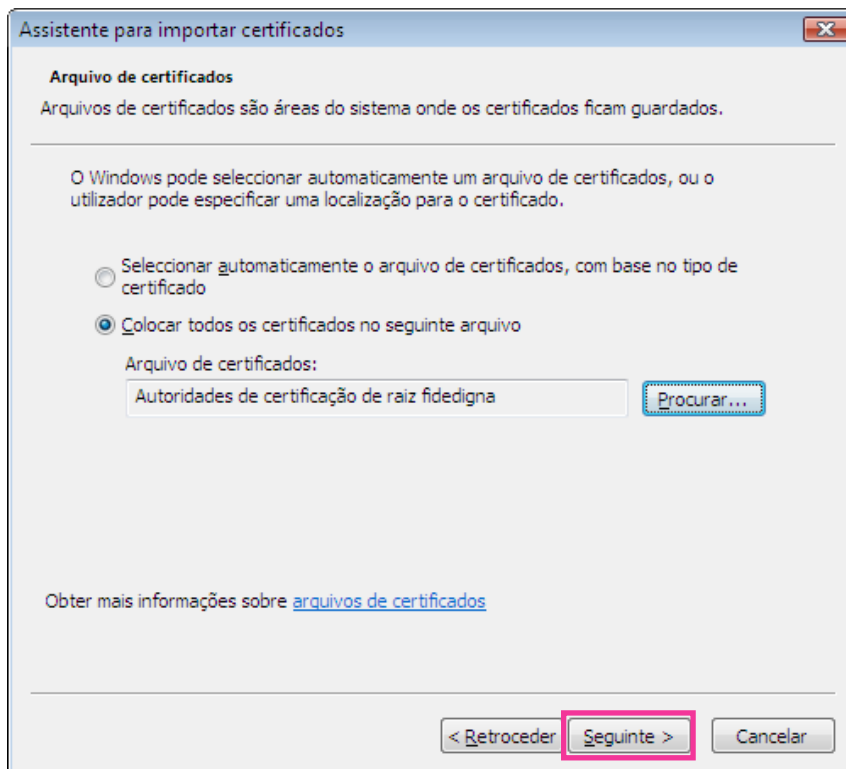 Assistente para importar certificados
Arquivo de certificados
Arquivos de certificados são áreas do sistema onde os certificados ficam guardados.
O Windows pode seleccionar automaticamente um arquivo de certificados, ou o
utilizador pode especificar uma localização para o certificado.
Seleccionar automaticamente o arquivo de certificados, com base no tipo de
certificado
Colocar todos os certificados no seguinte arquivo
Arquivo de certificados:
Autoridades de certificação de raiz fidedigna
Procurar...
Obter mais informações sobre arquivos de certificados
< Retroceder
Seguinte >
Cancelar